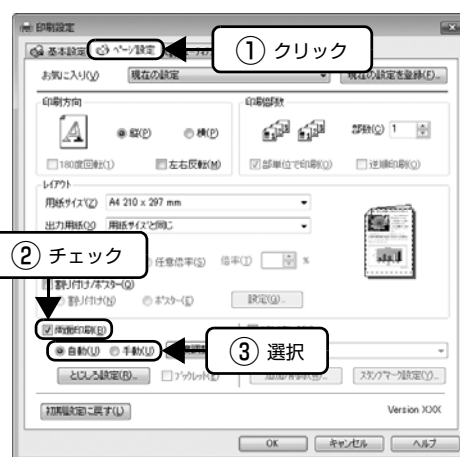 印刷設定
基本設定 ページ設定
① クリック
お気に入り(V) 現在の設定 現在の設定を登録(F)...
印刷方向
縦(P) 横(P)
180度回転(1) 左右反転(M)
印刷部数
部数(C) 1
部単位で印刷(O) 逆順印刷(O)
レイアウト
用紙サイズ(Z) A4 210 x 297 mm
出力用紙(X) 用紙サイズと同じ
② チェック
任意倍率(S) 倍率(I) %
割り付け/ポスター(Q)
割り付け(N) ポスター(E) 設定(G)...
両面印刷(B)
自動(U) 手動(U)
③ 選択
とじしろ設定(R)... ブックレット(E) スタンプマーク設定(Y)...
初期設定に戻す(L) Version X.XX
OK キャンセル ヘルプ